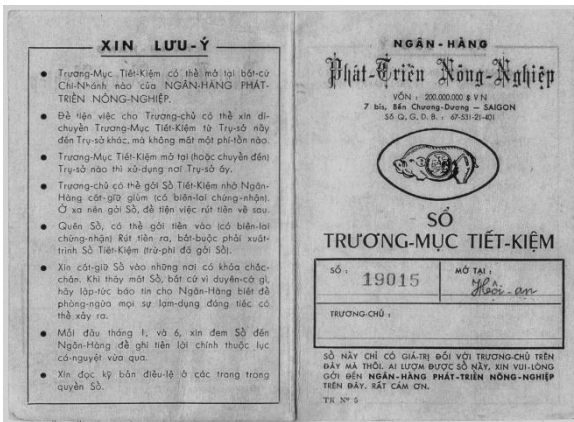 XIN LƯU-Ý
Trương-Mục Tiết-Kiệm có thể mở tại bất-cứ
Chi-Nhánh nào của NGÂN-HÀNG PHÁT-
TRIỂN NÔNG-NGHIỆP.
Để tiện việc cho Trương-chủ có thể xin di-
chuyển Trương-Mục Tiết-Kiệm từ Trụ-sở nầy
đến Trụ-sở khác, mà không mất một phí-tổn nào.
Trương-Mục Tiết-Kiệm mở tại (hoặc chuyển đến)
Trụ-sở nào thì xử-dụng nơi Trụ-sở ấy.
Trương-chủ có thể gởi Sổ Tiết-Kiệm nhờ Ngân-
Hàng cất-giữ giùm (có biên-lai chứng-nhận).
Ở xa nên gởi Sổ, để tiện việc rút tiền về sau.
Quên Sổ, có thể gởi tiền vào (có biên-lai
chứng-nhận) Rút tiền ra, bắt-buộc phải xuất-
trình Sổ Tiết-Kiệm (trừ-phi đã gởi Sổ).
Xin cất-giữ Sổ vào những nơi có khóa chắc-
chắn. Khi thấy mất Sổ, bất cứ vì duyên-cớ gì,
hãy lập-tức báo tin cho Ngân-Hàng biết để
phòng-ngừa mọi sự lạm-dụng đáng tiếc có
thể xảy ra.
Mỗi đầu tháng 1, và 6, xin đem Sổ đến
Ngân-Hàng để ghi tiền lời chính thuộc lục
cá-nguyệt vừa qua.
Xin đọc kỹ bản điều-lệ ở các trang trong
quyển Sổ.
NGÂN-HÀNG
Phát-Triển Nông-Nghiệp
VỐN : 200.000.000 $ V N
7 bis, Bến Chương-Dương — SAIGON
Số Q. G. D. B. : 67-531-21-401
SỔ
TRƯƠNG-MỤC TIẾT-KIỆM
SỐ : 19015
MỞ TẠI : Hội-an
TRƯƠNG-CHỦ :
SỔ NẦY CHỈ CÓ GIÁ-TRỊ ĐỐI VỚI TRƯƠNG-CHỦ TRÊN
ĐÂY MÀ THÔI. AI LƯỢM ĐƯỢC SỔ NẦY, XIN VUI-LÒNG
GỞI ĐẾN NGÂN-HÀNG PHÁT-TRIỂN NÔNG-NGHIỆP
TRÊN ĐÂY. RẤT CÁM ƠN.
TK Nº 5